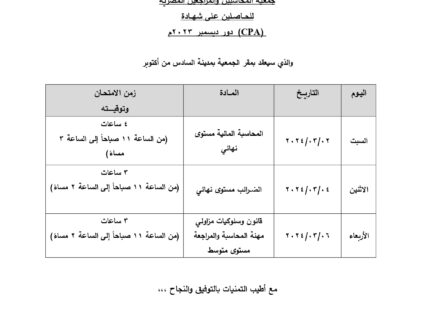 جمعية المحاسبين والمراجعين المصرية
للحاصلين على شهادة
(CPA) دور ديسمبر ٢٠٢٣م
والذي سيعقد بمقر الجمعية بمدينة السادس من أكتوبر
اليوم التاريخ المادة زمن الامتحان
وتوقيته
السبت ٢٠٢٤/٠٣/٠٢ المحاسبة المالية مستوى
نهائي
٤ ساعات
(من الساعة ١١ صباحاً إلى الساعة ٣
مساءً)
الاثنين ٢٠٢٤/٠٣/٠٤ الضرائب مستوى نهائي
٣ ساعات
(من الساعة ١١ صباحاً إلى الساعة ٢ مساءً)
الأربعاء ٢٠٢٤/٠٣/٠٦ قانون وسلوكيات مزاولي
مهنة المحاسبة والمراجعة
مستوى متوسط
٣ ساعات
(من الساعة ١١ صباحاً إلى الساعة ٢ مساءً)
مع أطيب التمنيات بالتوفيق والنجاح ،،،